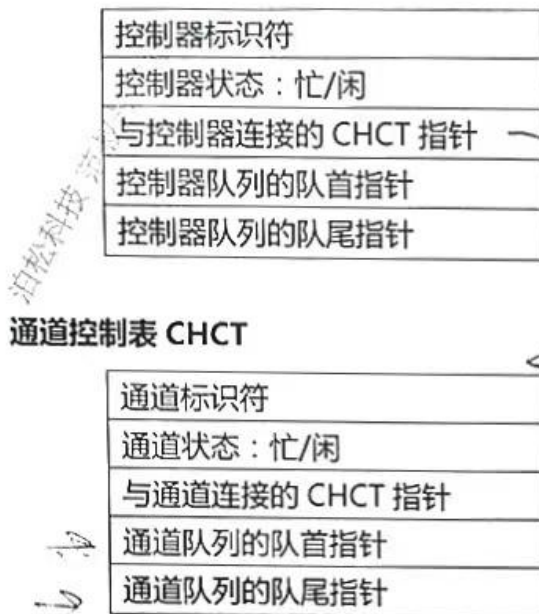 控制器标识符
控制器状态：忙/闲
与控制器连接的 CHCT 指针
控制器队列的队首指针
控制器队列的队尾指针
泊松科技
通道控制表 CHCT
通道标识符
通道状态：忙/闲
与通道连接的 CHCT 指针
通道队列的队首指针
通道队列的队尾指针